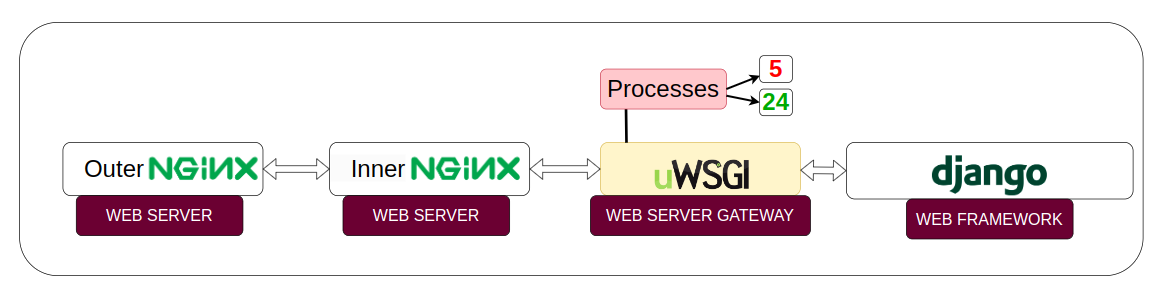 Processes
5
24
Outer NGINX
Inner NGINX
uWSGI
django
WEB SERVER
WEB SERVER
WEB SERVER GATEWAY
WEB FRAMEWORK